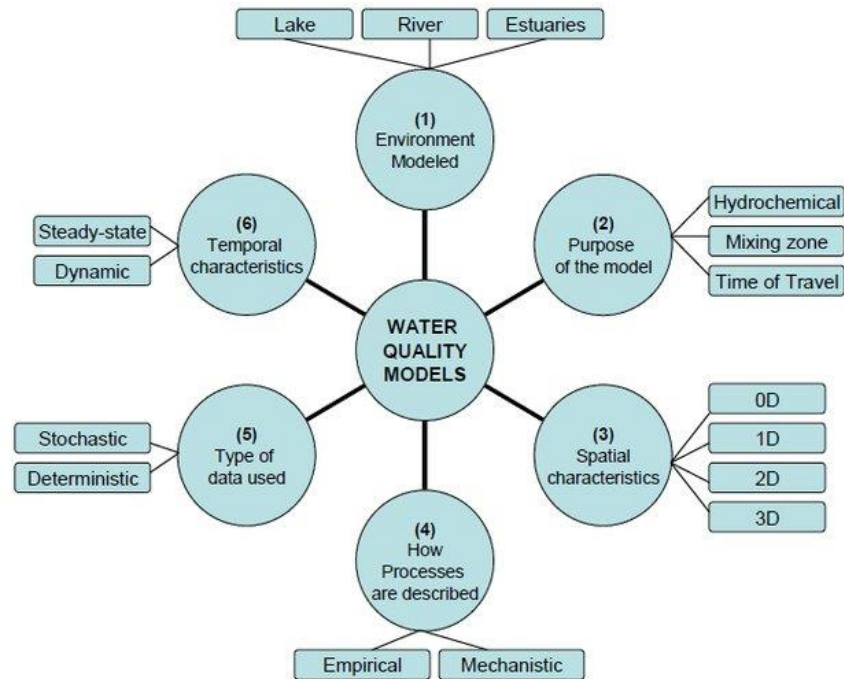 Lake
River
Estuaries
(1)
Environment
Modeled
(6)
Temporal
characteristics
Steady-state
Dynamic
(2)
Purpose
of the model
Hydrochemical
Mixing zone
Time of Travel
WATER
QUALITY
MODELS
(5)
Type of
data used
Stochastic
Deterministic
(3)
Spatial
characteristics
0D
1D
2D
3D
(4)
How
Processes
are described
Empirical
Mechanistic